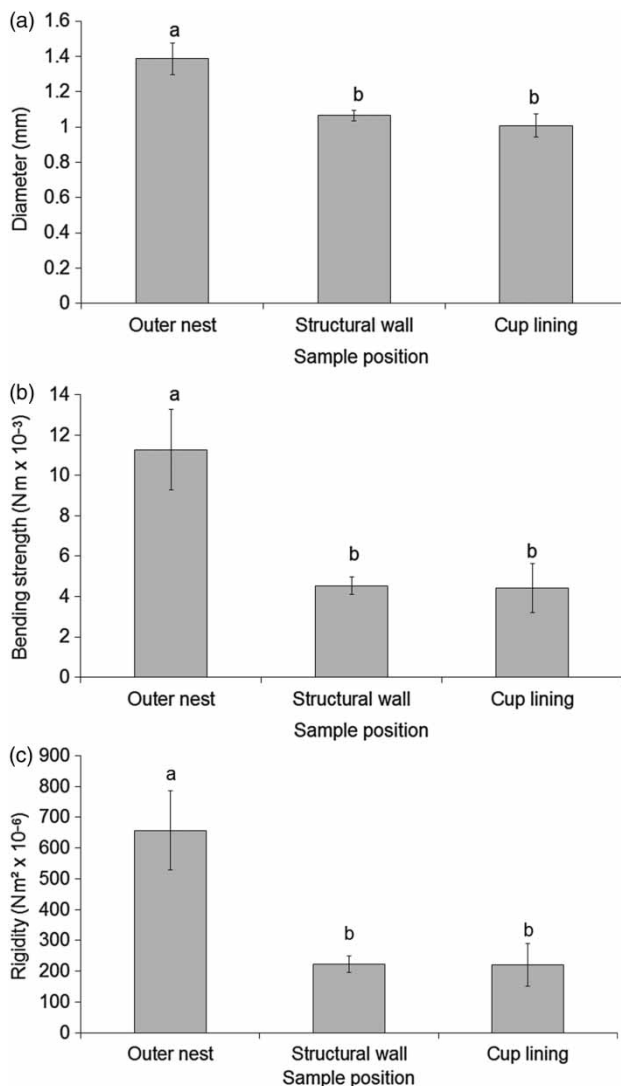 (a)
1.6
1.4
1.2
1
0.8
0.6
0.4
0.2
0
Diameter (mm)
a
b
b
Outer nest Structural wall Cup lining
Sample position
(b)
14
12
10
8
6
4
2
0
Bending strength (Nm x 10⁻³)
a
b
b
Outer nest Structural wall Cup lining
Sample position
(c)
900
800
700
600
500
400
300
200
100
0
Rigidity (Nm² x 10⁻⁶)
a
b
b
Outer nest Structural wall Cup lining
Sample position